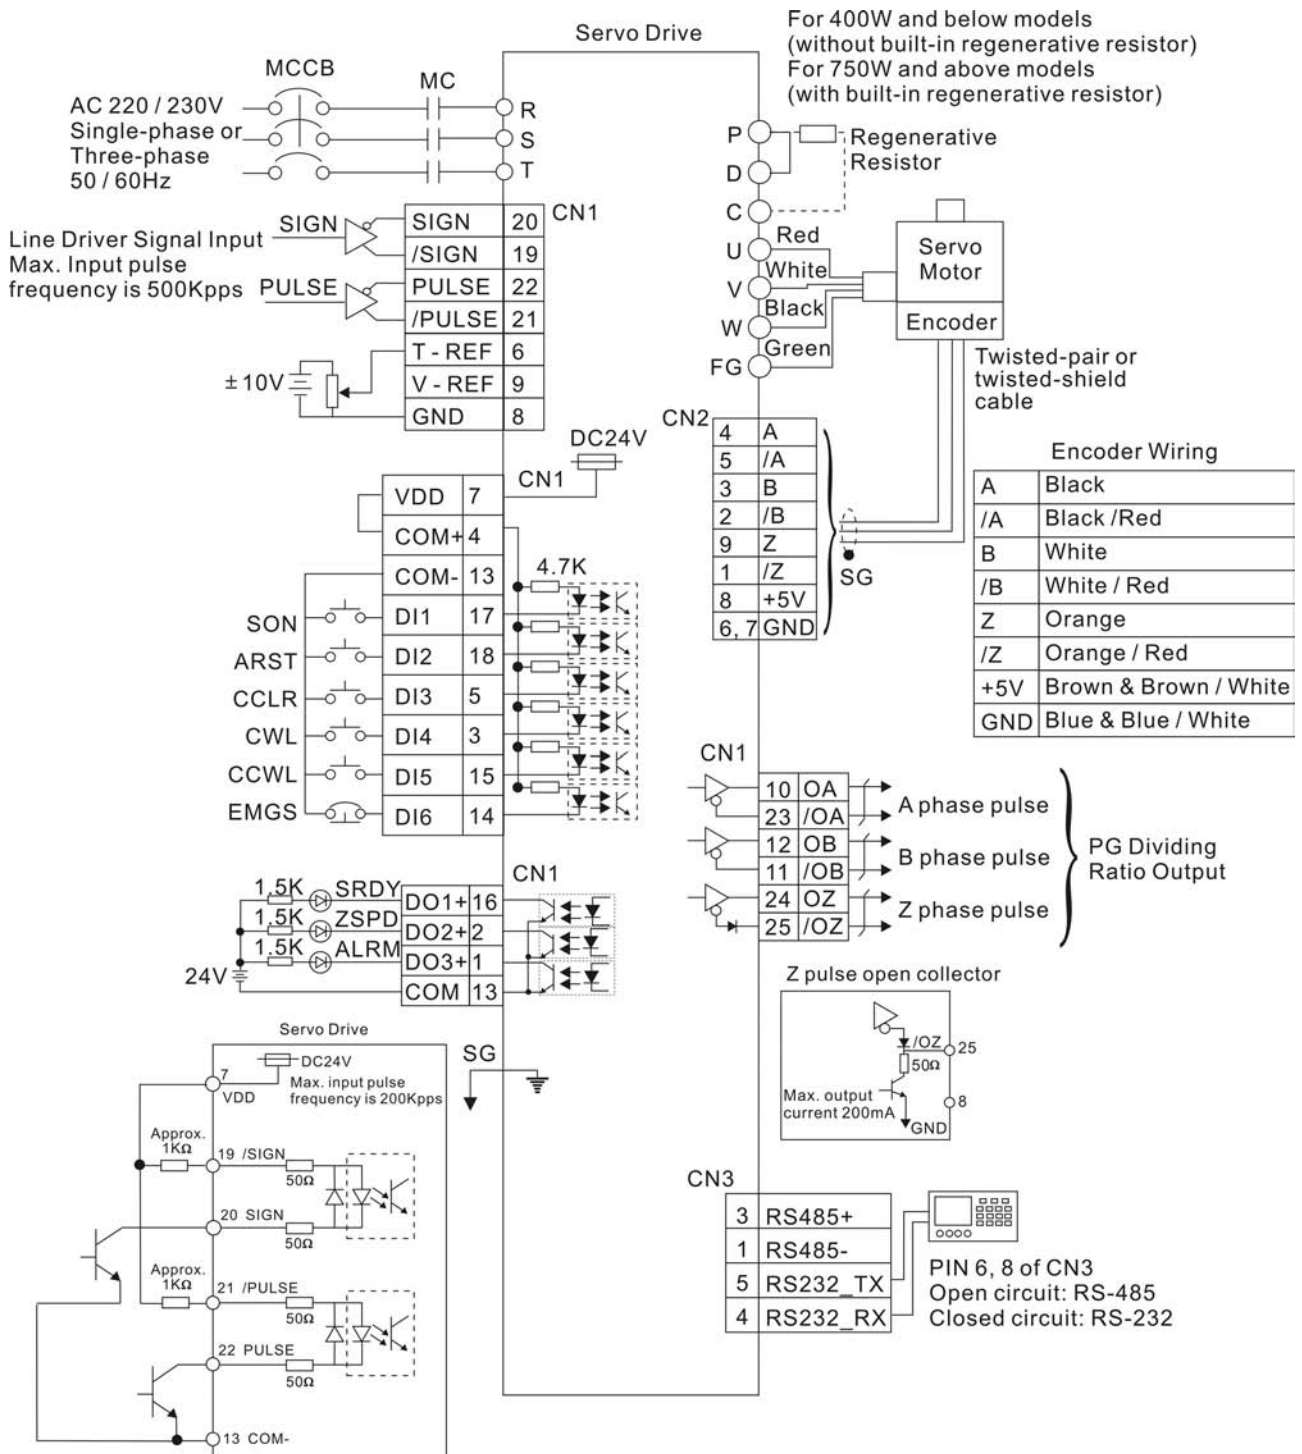 Servo Drive
For 400W and below models
(without built-in regenerative resistor)
For 750W and above models
(with built-in regenerative resistor)
MCCB
MC
AC 220 / 230V
Single-phase or
Three-phase
50 / 60Hz
R
S
T
P
D
C
U
V
W
FG
Regenerative
Resistor
Red
White
Black
Green
Servo
Motor
Encoder
Twisted-pair or
twisted-shield
cable
Line Driver Signal Input
Max. Input pulse
frequency is 500Kpps
SIGN
PULSE
±10V
CN1
SIGN 20
/SIGN 19
PULSE 22
/PULSE 21
T - REF 6
V - REF 9
GND 8
DC24V
CN1
VDD 7
COM+ 4
COM- 13
SON DI1 17
ARST DI2 18
CCLR DI3 5
CWL DI4 3
CCWL DI5 15
EMGS DI6 14
4.7K
CN2
4 A
5 /A
3 B
2 /B
9 Z
1 /Z
8 +5V
6, 7 GND
SG
Encoder Wiring
A Black
/A Black /Red
B White
/B White / Red
Z Orange
/Z Orange / Red
+5V Brown & Brown / White
GND Blue & Blue / White
CN1
10 OA
23 /OA
12 OB
11 /OB
24 OZ
25 /OZ
A phase pulse
B phase pulse
Z phase pulse
PG Dividing
Ratio Output
CN1
1.5K SRDY DO1+ 16
1.5K ZSPD DO2+ 2
1.5K ALRM DO3+ 1
24V COM 13
Z pulse open collector
/OZ 25
50Ω
Max. output
current 200mA
8
GND
SG
Servo Drive
DC24V
7
VDD
Max. input pulse
frequency is 200Kpps
Approx.
1KΩ
19 /SIGN
50Ω
20 SIGN
50Ω
Approx.
1KΩ
21 /PULSE
50Ω
22 PULSE
50Ω
13 COM-
CN3
3 RS485+
1 RS485-
5 RS232_TX
4 RS232_RX
PIN 6, 8 of CN3
Open circuit: RS-485
Closed circuit: RS-232